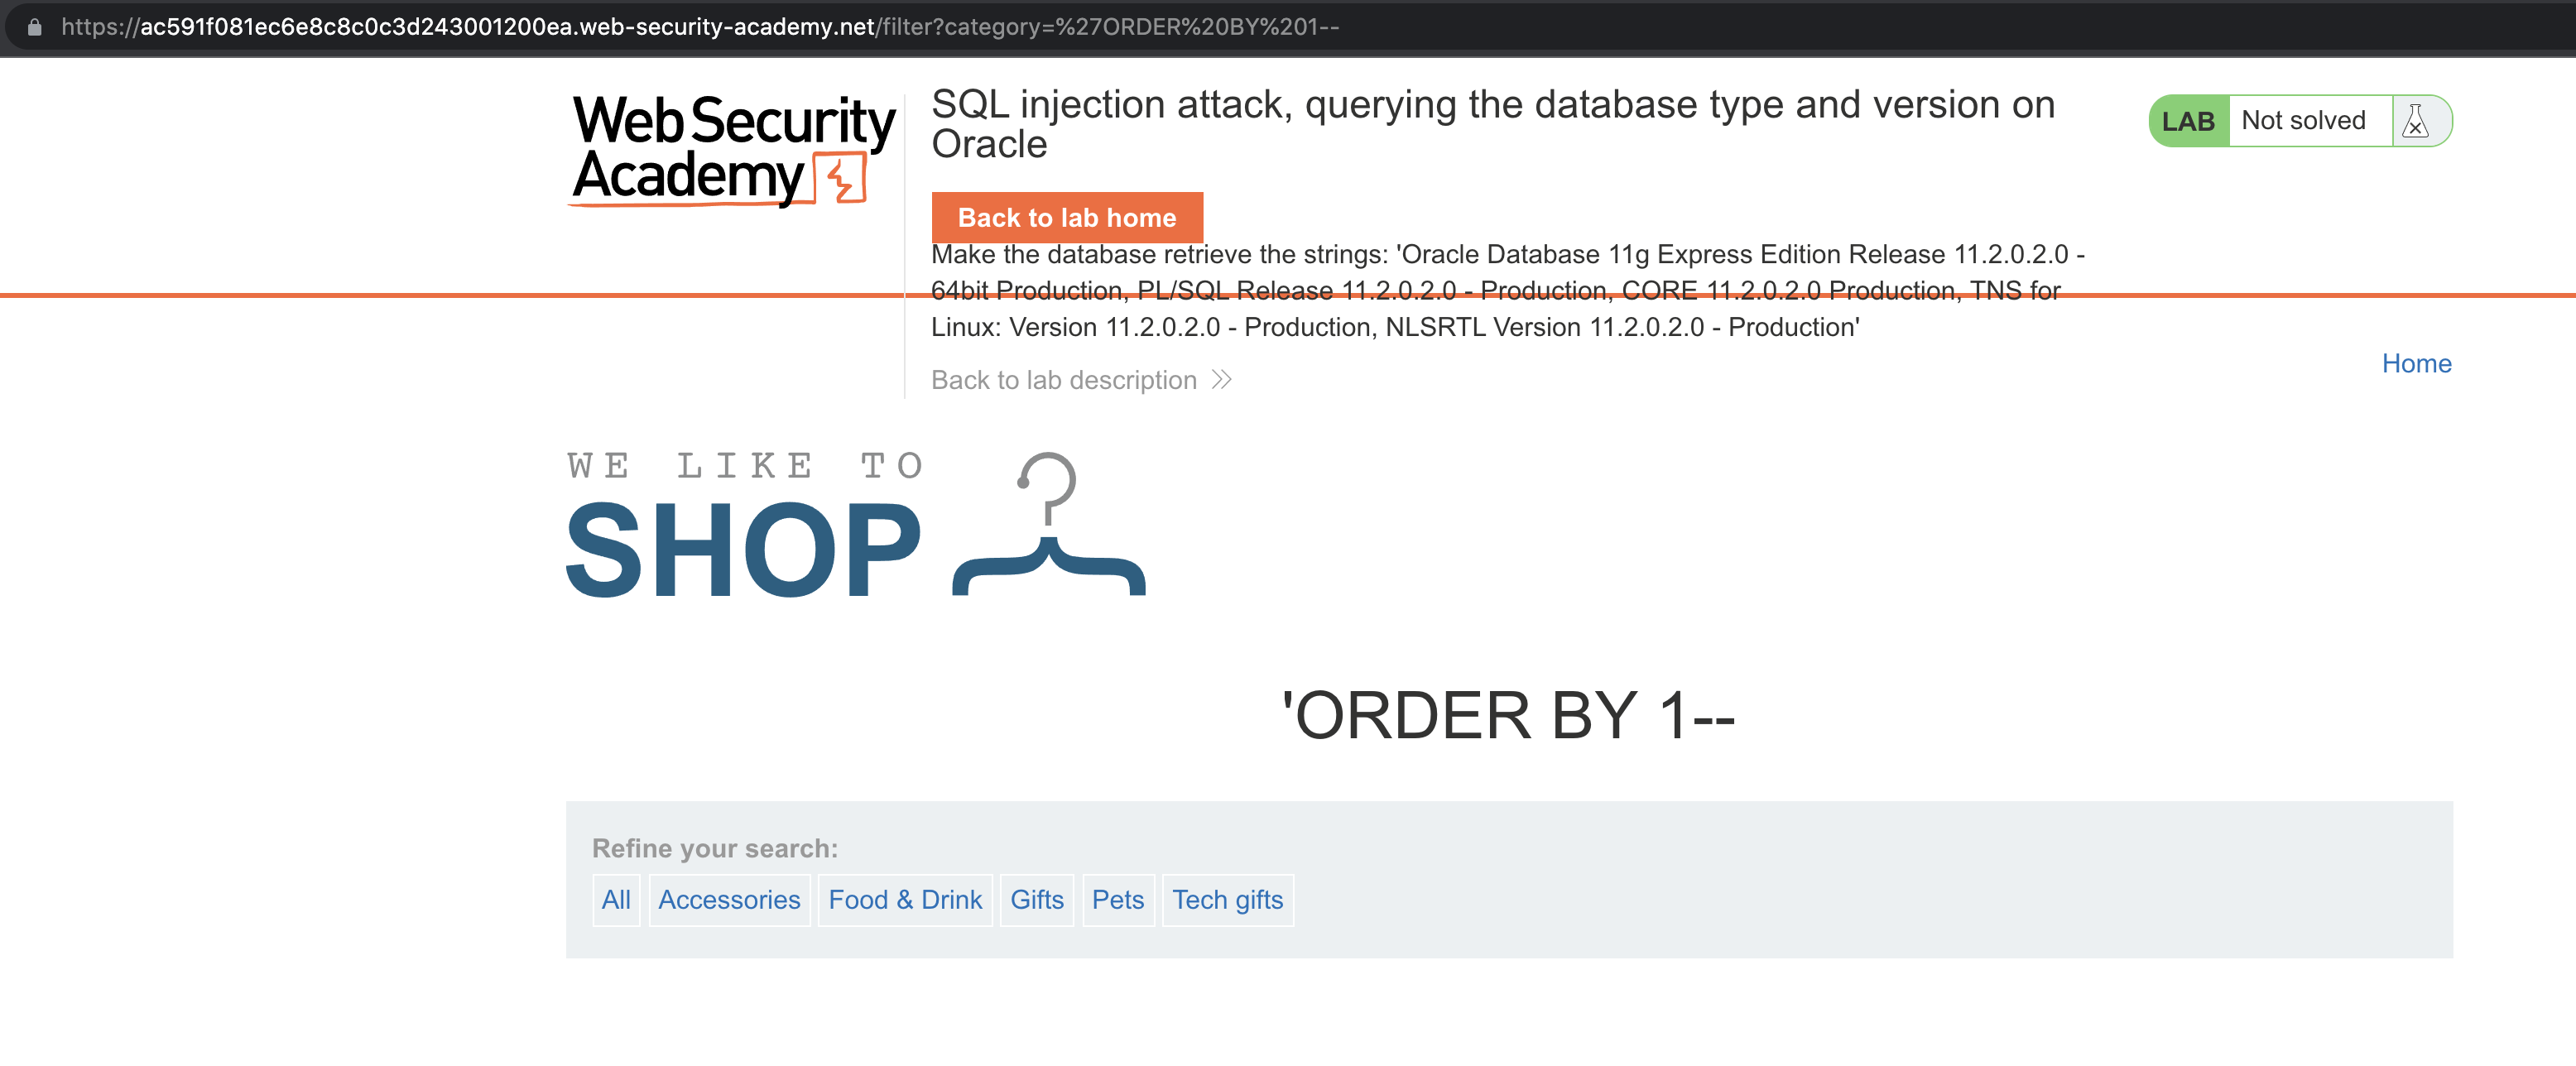 https://ac591f081ec6e8c8c0c3d243001200ea.web-security-academy.net/filter?category=%27ORDER%20BY%201--
Web Security
Academy
SQL injection attack, querying the database type and version on
Oracle
LAB
Not solved
Back to lab home
Make the database retrieve the strings: 'Oracle Database 11g Express Edition Release 11.2.0.2.0 -
64bit Production, PL/SQL Release 11.2.0.2.0 - Production, CORE 11.2.0.2.0 Production, TNS for
Linux: Version 11.2.0.2.0 - Production, NLSRTL Version 11.2.0.2.0 - Production'
Back to lab description
Home
WE LIKE TO
SHOP
'ORDER BY 1--
Refine your search:
All Accessories Food & Drink Gifts Pets Tech gifts